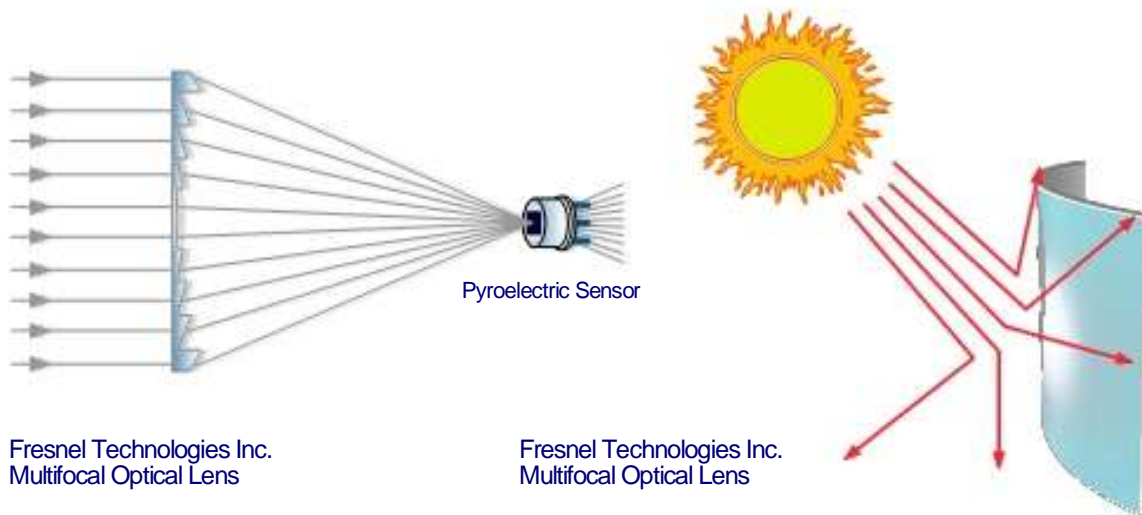 Pyroelectric Sensor
Fresnel Technologies Inc.
Multifocal Optical Lens
Fresnel Technologies Inc.
Multifocal Optical Lens